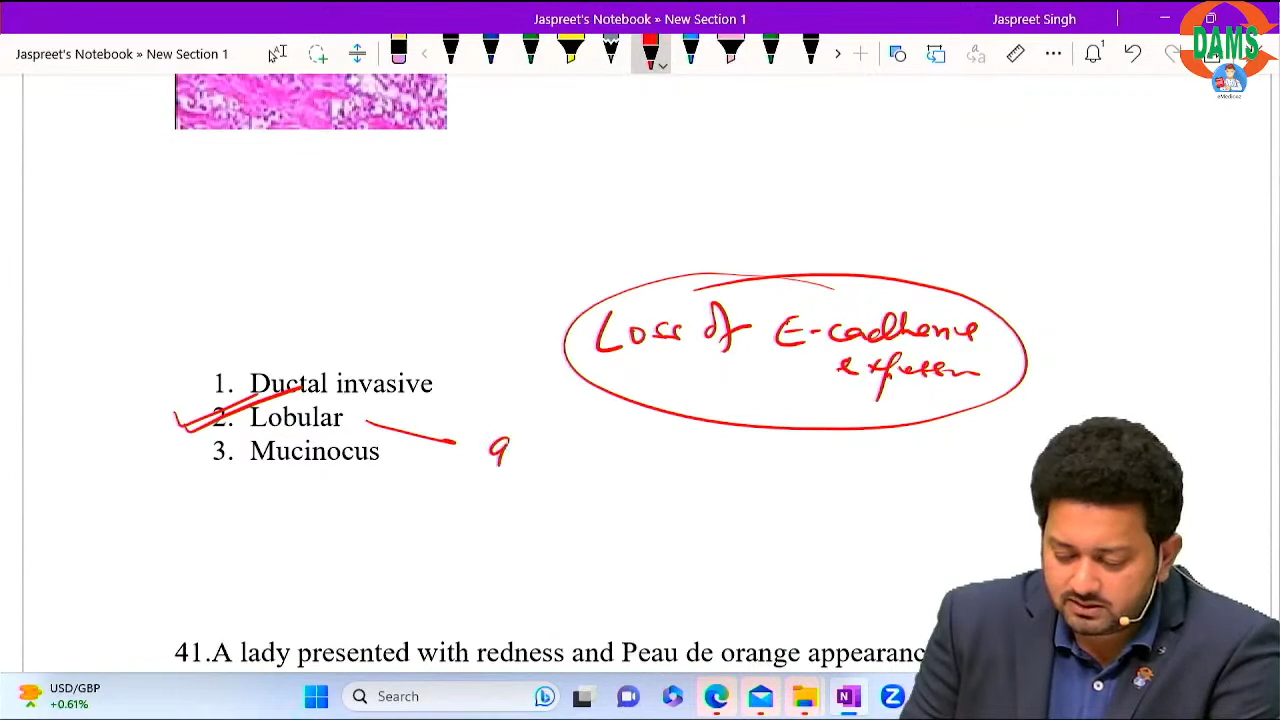 Jaspreet's Notebook » New Section 1
Jaspreet Singh
Jaspreet's Notebook » New Section 1
DAMS
eMedicoz
Loss of E-cadherine
1. Ductal invasive
2. Lobular
3. Mucinocus
9
41.A lady presented with redness and Peau de orange appearanc
USD/GBP
+0.61%
Search